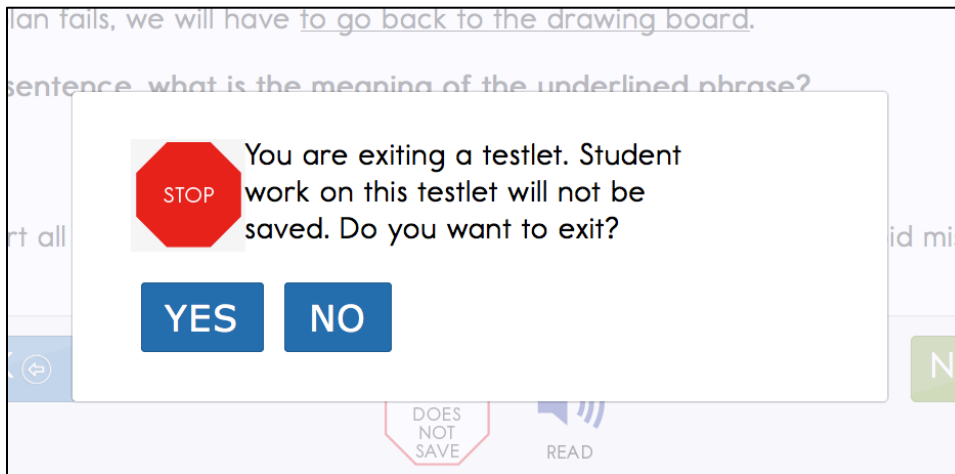 lan fails, we will have to go back to the drawing board.
sentence, what is the meaning of the underlined phrase?
You are exiting a testlet. Student
STOP work on this testlet will not be
saved. Do you want to exit?
rt all
id mis
YES NO
N
DOES
NOT
SAVE
READ